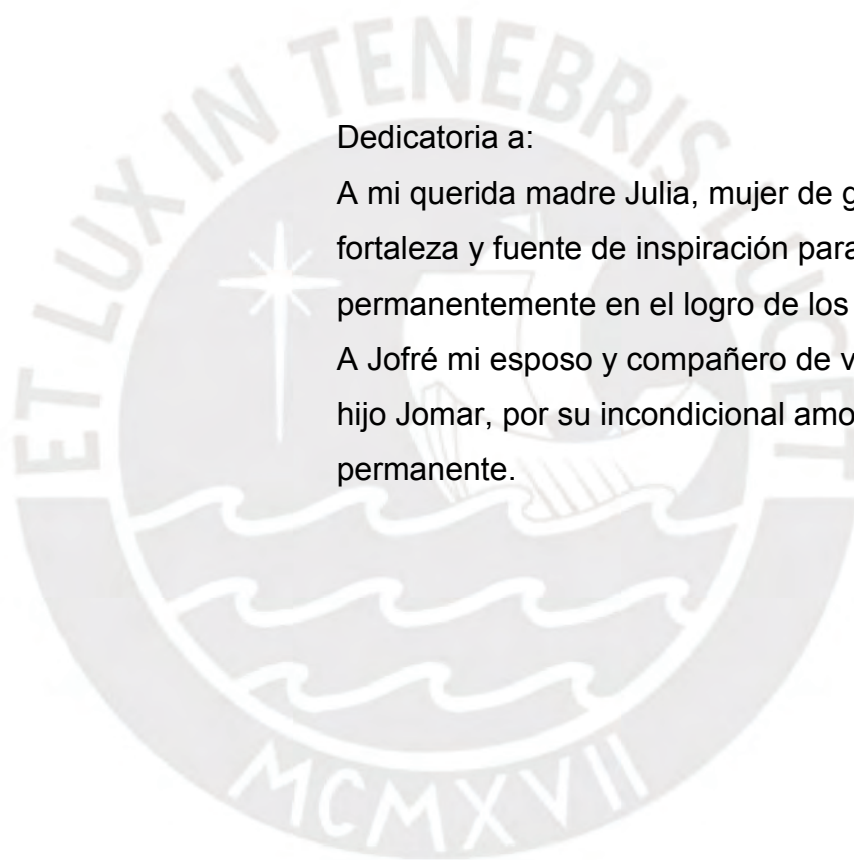 ET LUX IN TENEBRIS LUCET
Dedicatoria a:
A mi querida madre Julia, mujer de
fortaleza y fuente de inspiración para
permanentemente en el logro de los
A Jofré mi esposo y compañero de
hijo Jomar, por su incondicional
permanente.
MCMXVII